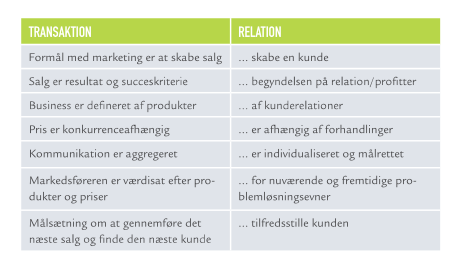 TRANSAKTION
RELATION
Formål med marketing er at skabe salg
... skabe en kunde
Salg er resultat og succeskriterie
... begyndelsen på relation/profitter
Business er defineret af produkter
... af kunderelationer
Pris er konkurrenceafhængig
... er afhængig af forhandlinger
Kommunikation er aggregeret
... er individualiseret og målrettet
Markedsføreren er værdisat efter pro-
dukter og priser
... for nuværende og fremtidige pro-
blemløsningsevner
Målsætning om at gennemføre det
næste salg og finde den næste kunde
... tilfredsstille kunden